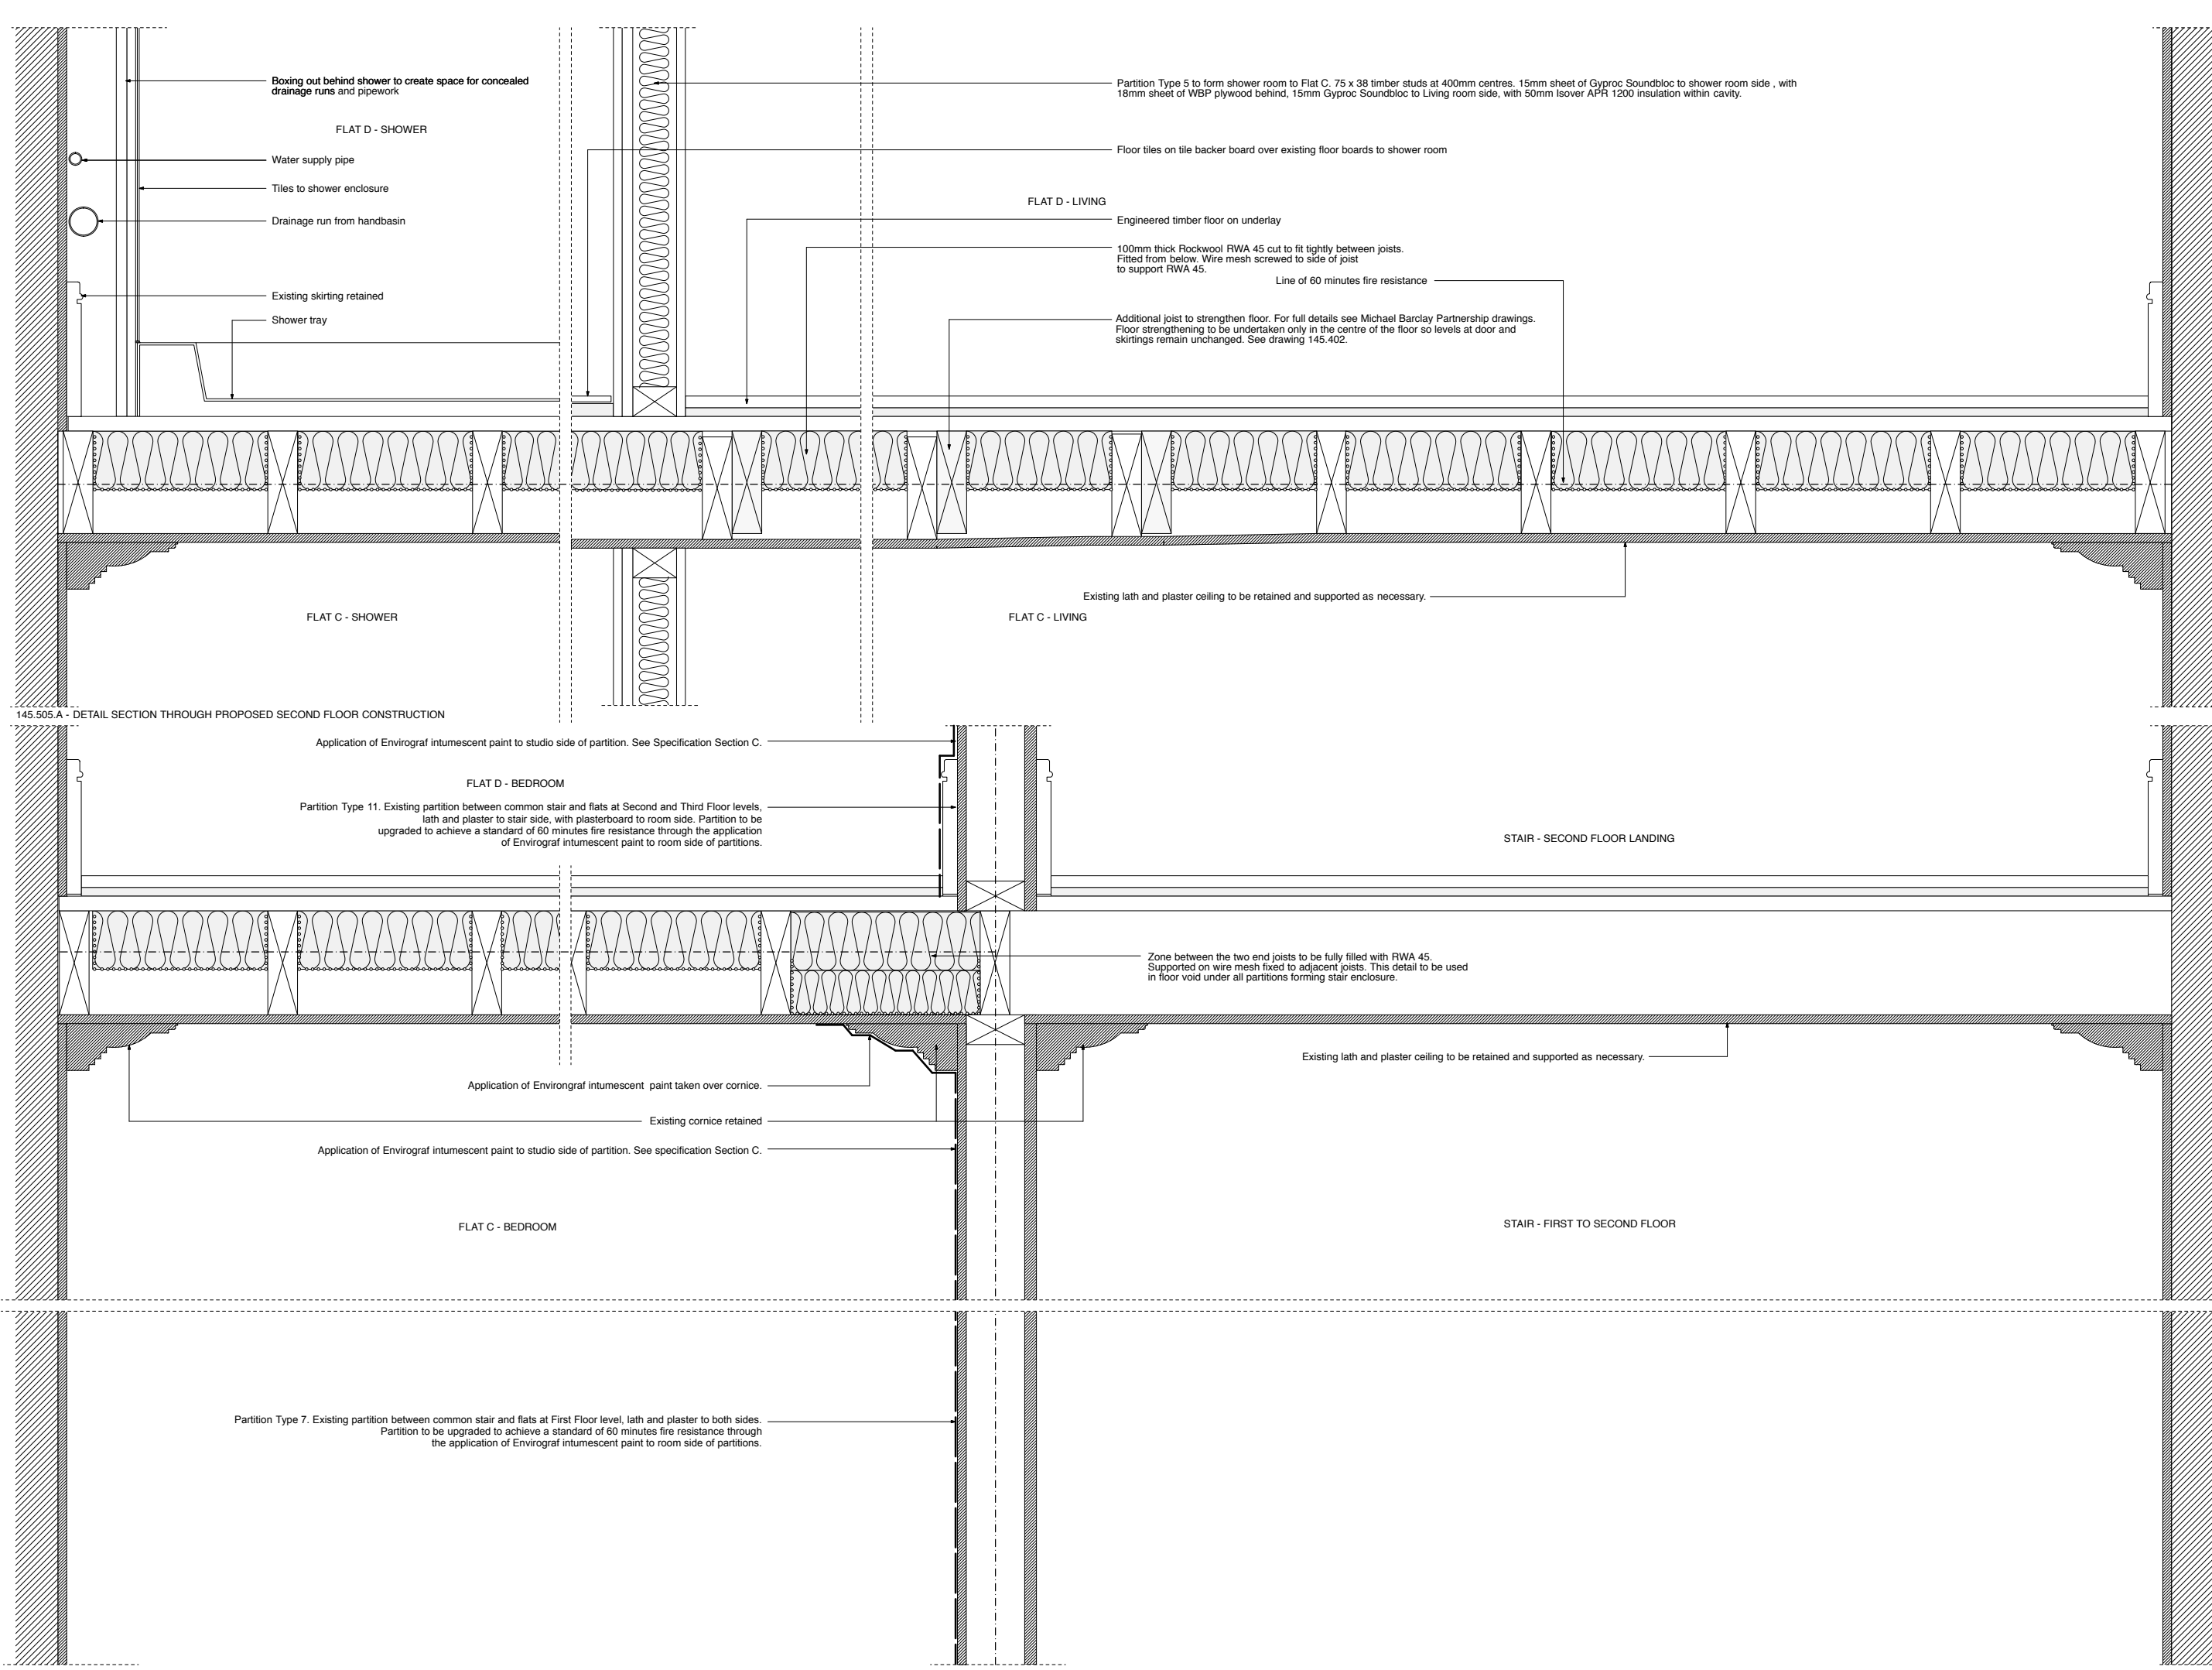 Boxing out behind shower to create space for concealed
drainage runs and pipework
FLAT D - SHOWER
Water supply pipe
Tiles to shower enclosure
Drainage run from handbasin
Existing skirting retained
Shower tray
Partition Type 5 to form shower room to Flat C. 75 x 38 timber studs at 400mm centres. 15mm sheet of Gyproc Soundbloc to shower room side , with
18mm sheet of WBP plywood behind, 15mm Gyproc Soundbloc to Living room side, with 50mm Isover APR 1200 insulation within cavity.
Floor tiles on tile backer board over existing floor boards to shower room
FLAT D - LIVING
Engineered timber floor on underlay
100mm thick Rockwool RWA 45 cut to fit tightly between joists.
Fitted from below. Wire mesh screwed to side of joist
to support RWA 45.
Line of 60 minutes fire resistance
Additional joist to strengthen floor. For full details see Michael Barclay Partnership drawings.
Floor strengthening to be undertaken only in the centre of the floor so levels at door and
skirtings remain unchanged. See drawing 145.402.
Existing lath and plaster ceiling to be retained and supported as necessary.
FLAT C - SHOWER
FLAT C - LIVING
145.505.A - DETAIL SECTION THROUGH PROPOSED SECOND FLOOR CONSTRUCTION
Application of Envirograf intumescent paint to studio side of partition. See Specification Section C.
FLAT D - BEDROOM
Partition Type 11. Existing partition between common stair and flats at Second and Third Floor levels,
lath and plaster to stair side, with plasterboard to room side. Partition to be
upgraded to achieve a standard of 60 minutes fire resistance through the application
of Envirograf intumescent paint to room side of partitions.
STAIR - SECOND FLOOR LANDING
Zone between the two end joists to be fully filled with RWA 45.
Supported on wire mesh fixed to adjacent joists. This detail to be used
in floor void under all partitions forming stair enclosure.
Existing lath and plaster ceiling to be retained and supported as necessary.
Application of Environgraf intumescent  paint taken over cornice.
Existing cornice retained
Application of Envirograf intumescent paint to studio side of partition. See specification Section C.
FLAT C - BEDROOM
STAIR - FIRST TO SECOND FLOOR
Partition Type 7. Existing partition between common stair and flats at First Floor level, lath and plaster to both sides.
Partition to be upgraded to achieve a standard of 60 minutes fire resistance through
the application of Envirograf intumescent paint to room side of partitions.